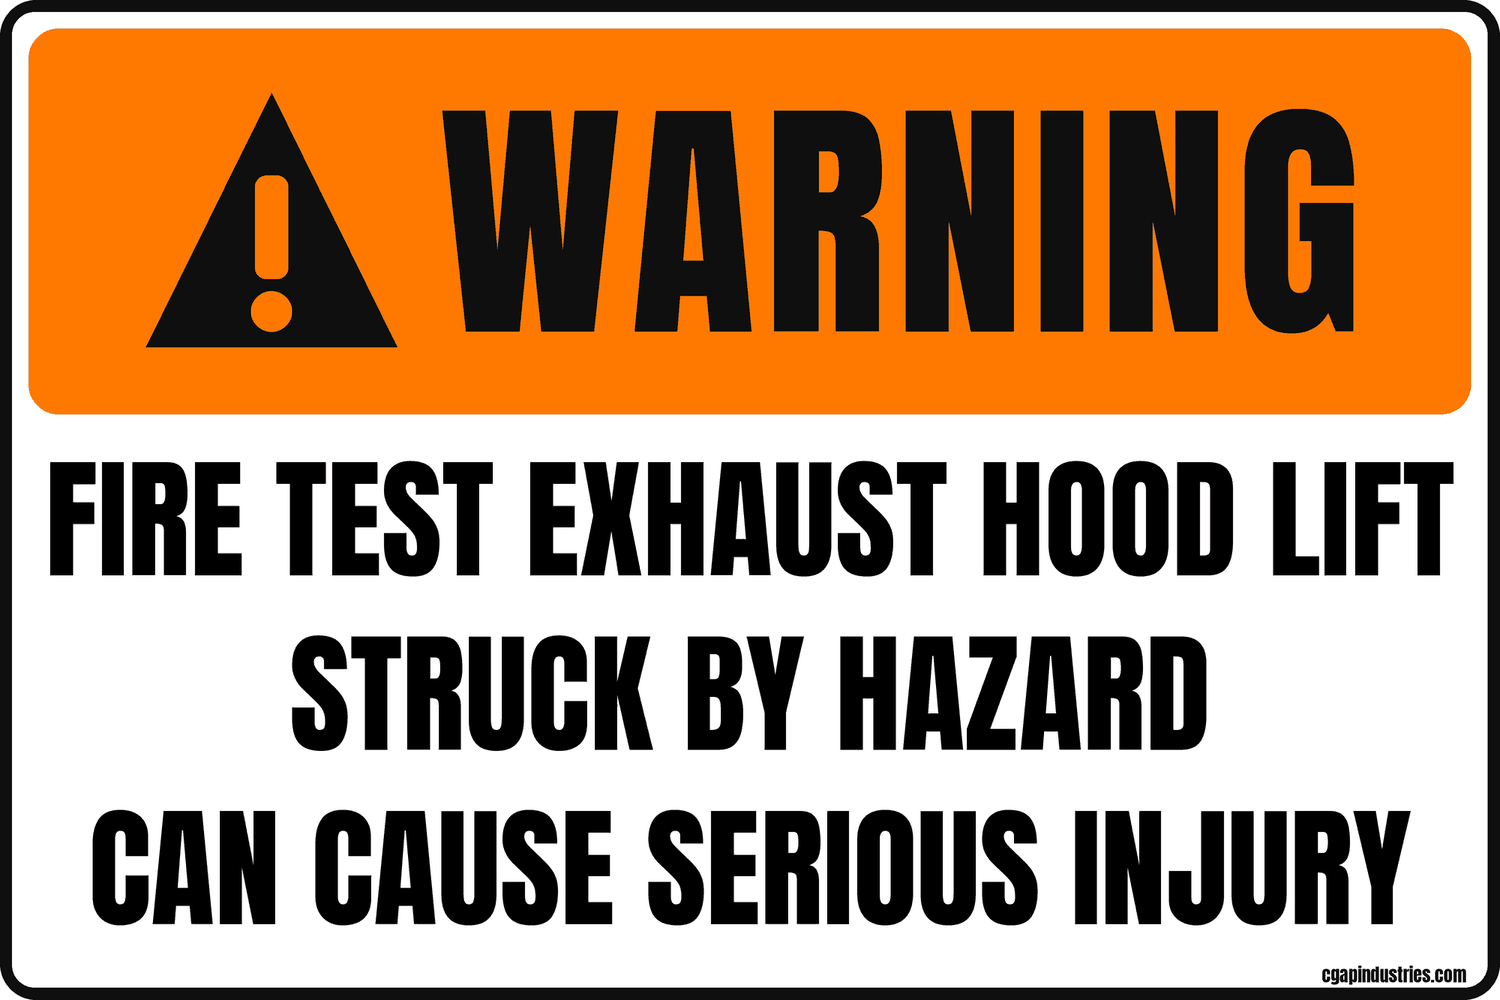 WARNING
FIRE TEST EXHAUST HOOD LIFT
STRUCK BY HAZARD
CAN CAUSE SERIOUS INJURY
cgapindustries.com